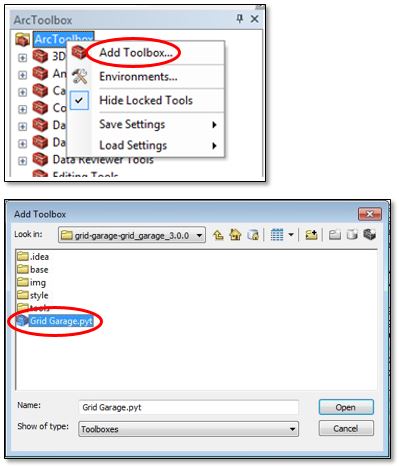 ArcToolbox
ArcToolbox
3D
An
Ca
Co
Da
Da
Data Reviewer Tools
Editing Tools
Add Toolbox...
Environments...
Hide Locked Tools
Save Settings
Load Settings
Add Toolbox
Look in:
grid-garage-grid_garage_3.0.0
.idea
base
img
style
tools
Grid Garage.pyt
Name:
Grid Garage.pyt
Open
Show of type:
Toolboxes
Cancel